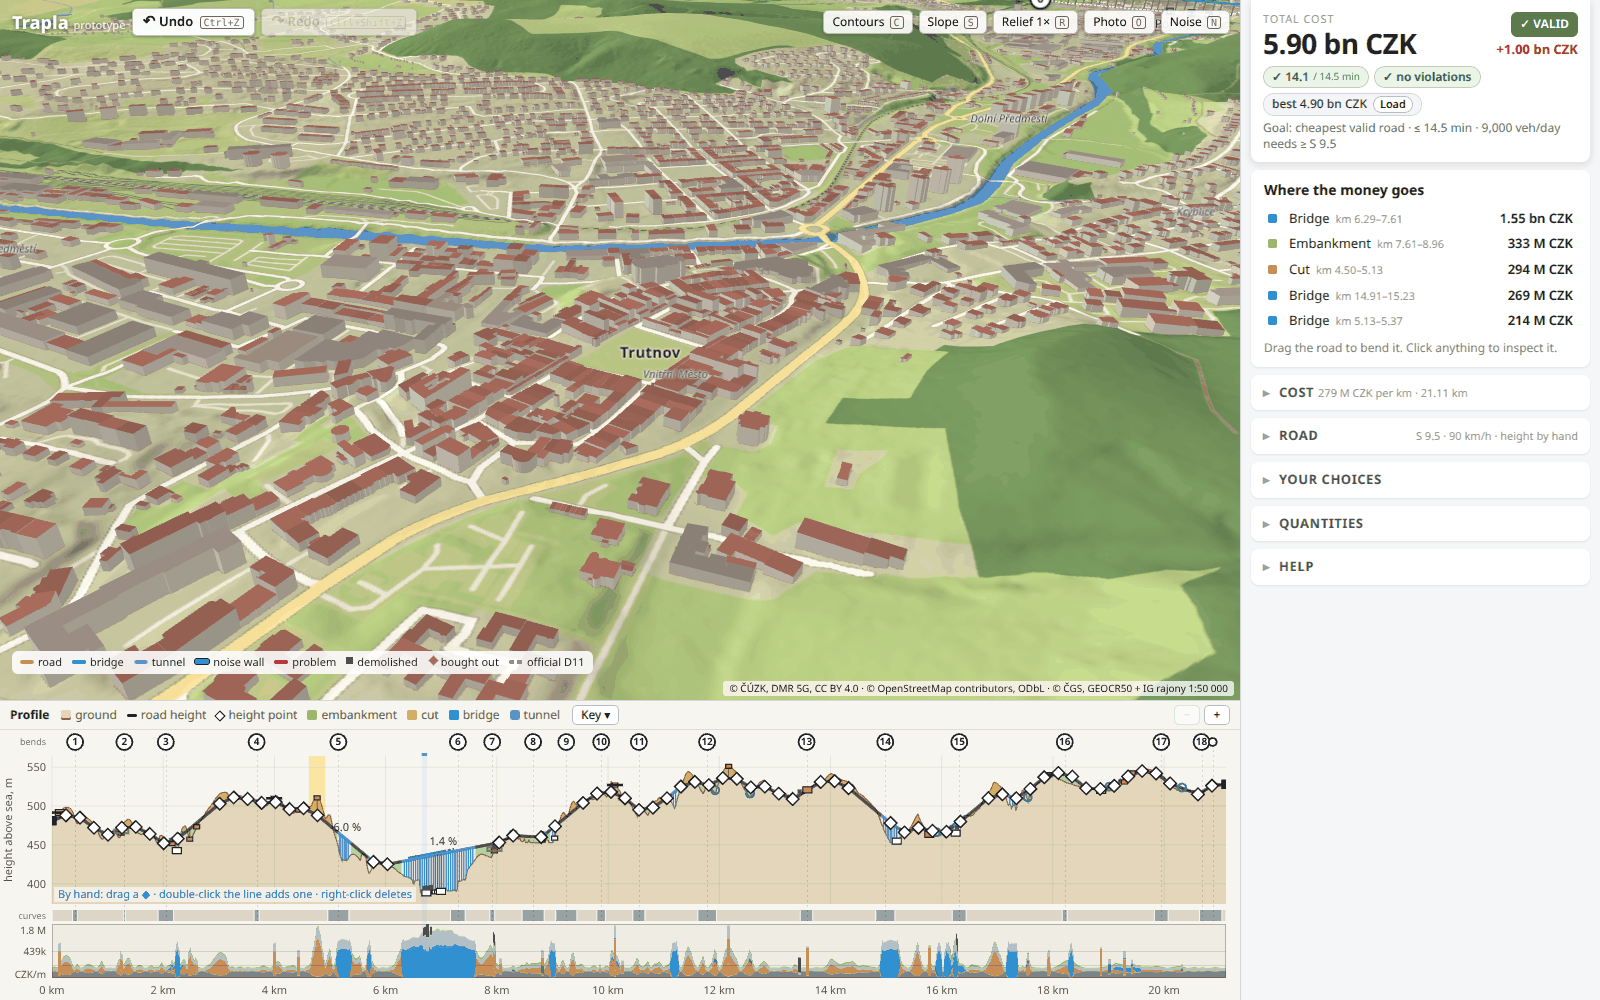 Trapla prototype
↶ Undo Ctrl+Z
↷ Redo Ctrl+Shift+Z
Contours C
Slope S
Relief 1× R
Photo O
Noise N
Dolní Předměstí
Kryblice
Trutnov
Vnitřní Město
road
bridge
tunnel
noise wall
problem
demolished
bought out
official D11
© ČÚZK, DMR 5G, CC BY 4.0 · © OpenStreetMap contributors, ODbL · © ČGS, GEOCR50 + IG rajony 1:50 000
TOTAL COST
5.90 bn CZK
✓ VALID
+1.00 bn CZK
✓ 14.1 / 14.5 min
✓ no violations
best 4.90 bn CZK Load
Goal: cheapest valid road · ≤ 14.5 min · 9,000 veh/day
needs ≥ S 9.5
Where the money goes
Bridge km 6.29–7.61 1.55 bn CZK
Embankment km 7.61–8.96 333 M CZK
Cut km 4.50–5.13 294 M CZK
Bridge km 14.91–15.23 269 M CZK
Bridge km 5.13–5.37 214 M CZK
Drag the road to bend it. Click anything to inspect it.
▶ COST 279 M CZK per km · 21.11 km
▶ ROAD S 9.5 · 90 km/h · height by hand
▶ YOUR CHOICES
▶ QUANTITIES
▶ HELP
Profile ground road height height point embankment cut bridge tunnel Key ▾
− +
bends 1 2 3 4 5 6 7 8 9 10 11 12 13 14 15 16 17 18
height above sea, m
550
500
450
400
6.0 %
1.4 %
By hand: drag a ◆ · double-click the line adds one · right-click deletes
curves
1.8 M
439k
CZK/m
0 km 2 km 4 km 6 km 8 km 10 km 12 km 14 km 16 km 18 km 20 km